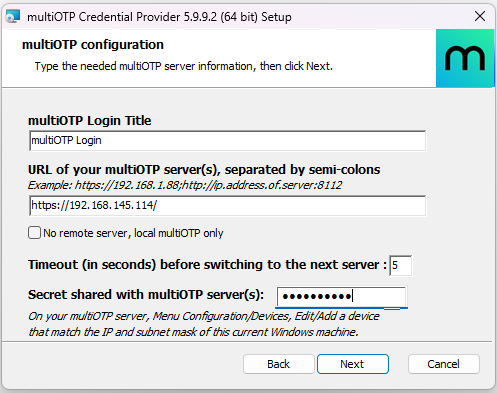 multiOTP Credential Provider 5.9.9.2 (64 bit) Setup
multiOTP configuration
Type the needed multiOTP server information, then click Next.
m
multiOTP Login Title
multiOTP Login
URL of your multiOTP server(s), separated by semi-colons
Example: https://192.168.1.88;http://ip.address.of.server:8112
https://192.168.145.114/
No remote server, local multiOTP only
Timeout (in seconds) before switching to the next server : 5
Secret shared with multiOTP server(s): ●●●●●●●●●●
On your multiOTP server, Menu Configuration/Devices, Edit/Add a device
that match the IP and subnet mask of this current Windows machine.
Back Next Cancel